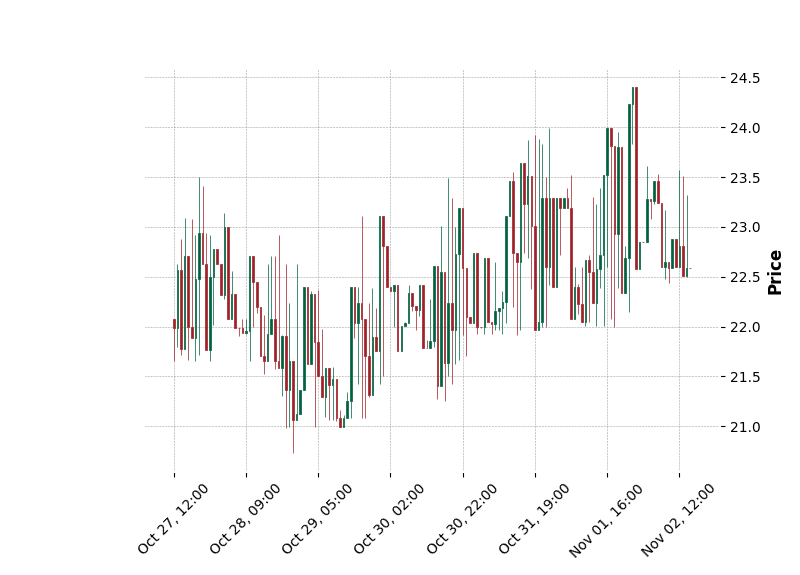 24.5
24.0
23.5
23.0
22.5
22.0
21.5
21.0
Price
Oct 27, 12:00
Oct 28, 09:00
Oct 29, 05:00
Oct 30, 02:00
Oct 30, 22:00
Oct 31, 19:00
Nov 01, 16:00
Nov 02, 12:00